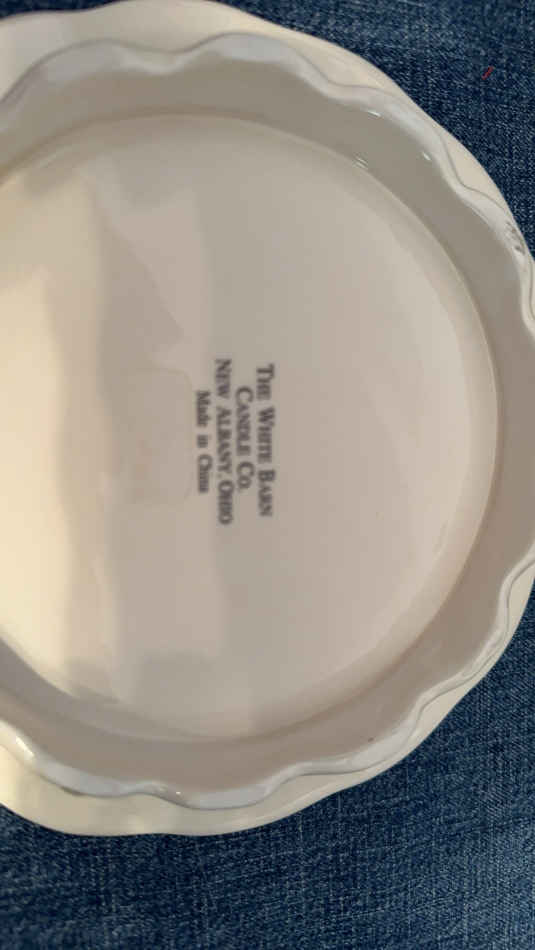 THE WHITE BARN
CANDLE CO.
NEW ALBANY, OHIO
Made in China